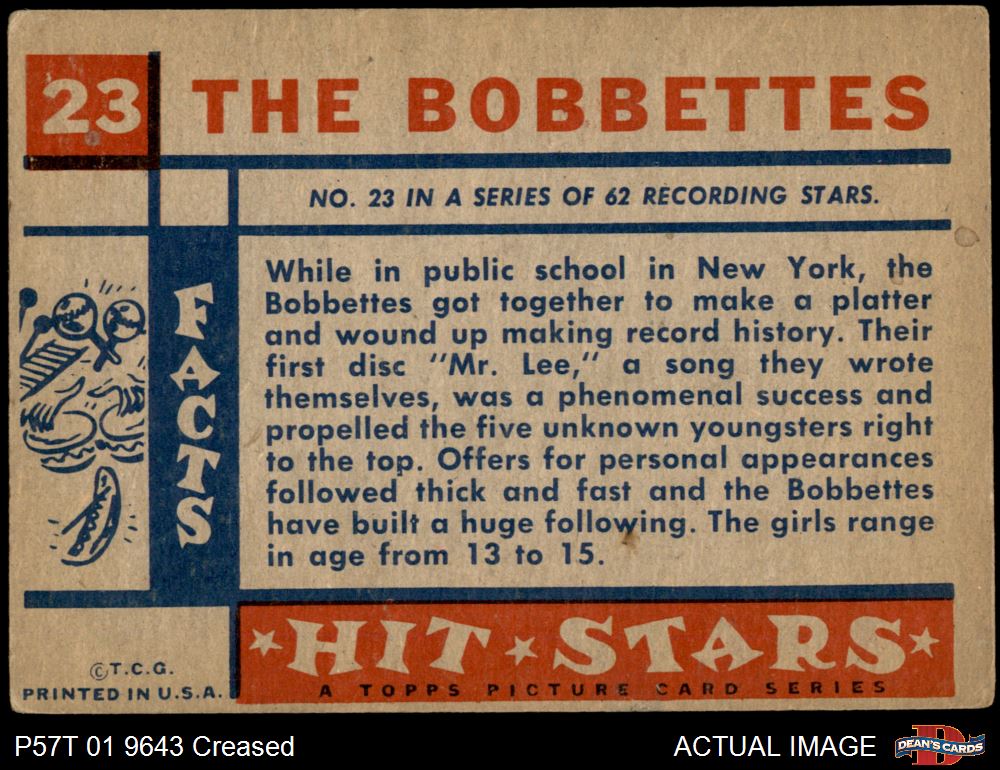 23 THE BOBBETTES
NO. 23 IN A SERIES OF 62 RECORDING STARS.
FACTS
While in public school in New York, the
Bobbettes got together to make a platter
and wound up making record history. Their
first disc "Mr. Lee," a song they wrote
themselves, was a phenomenal success and
propelled the five unknown youngsters right
to the top. Offers for personal appearances
followed thick and fast and the Bobbettes
have built a huge following. The girls range
in age from 13 to 15.
HIT STARS
A TOPPS PICTURE CARD SERIES
©T.C.G.
PRINTED IN U.S.A.
P57T 01 9643 Creased
ACTUAL IMAGE
DEAN'S CARDS